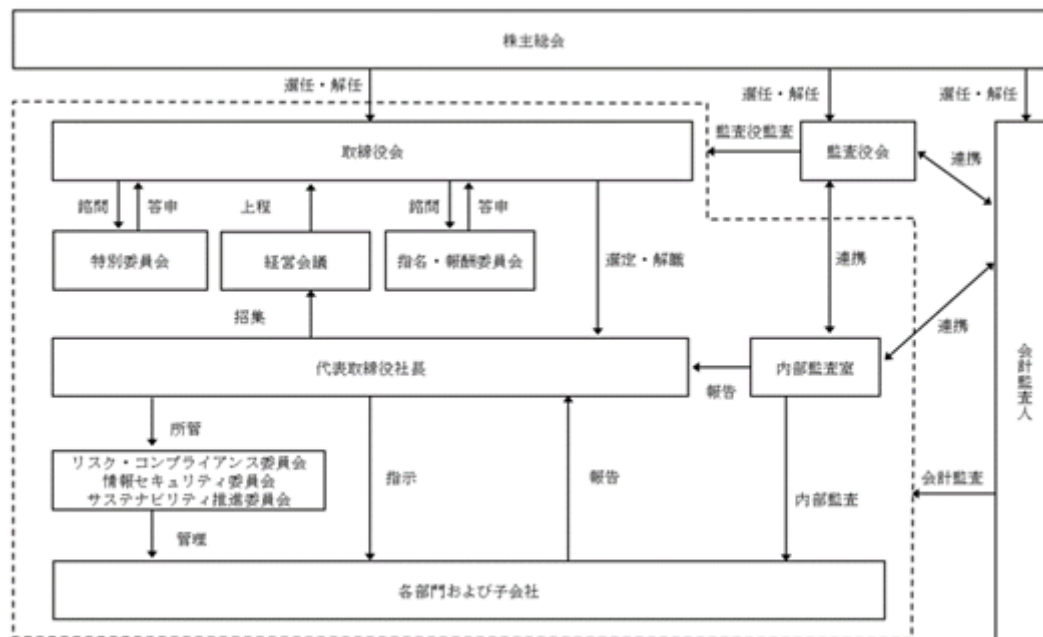 株主総会
選任・解任
選任・解任
選任・解任
取締役会
監査役監査
監査役会
連携
諮問
答申
上程
諮問
答申
選定・解職
連携
特別委員会
経営会議
指名・報酬委員会
招集
連携
代表取締役社長
報告
内部監査室
会計監査人
所管
リスク・コンプライアンス委員会
情報セキュリティ委員会
サステナビリティ推進委員会
指示
報告
内部監査
会計監査
管理
各部門および子会社